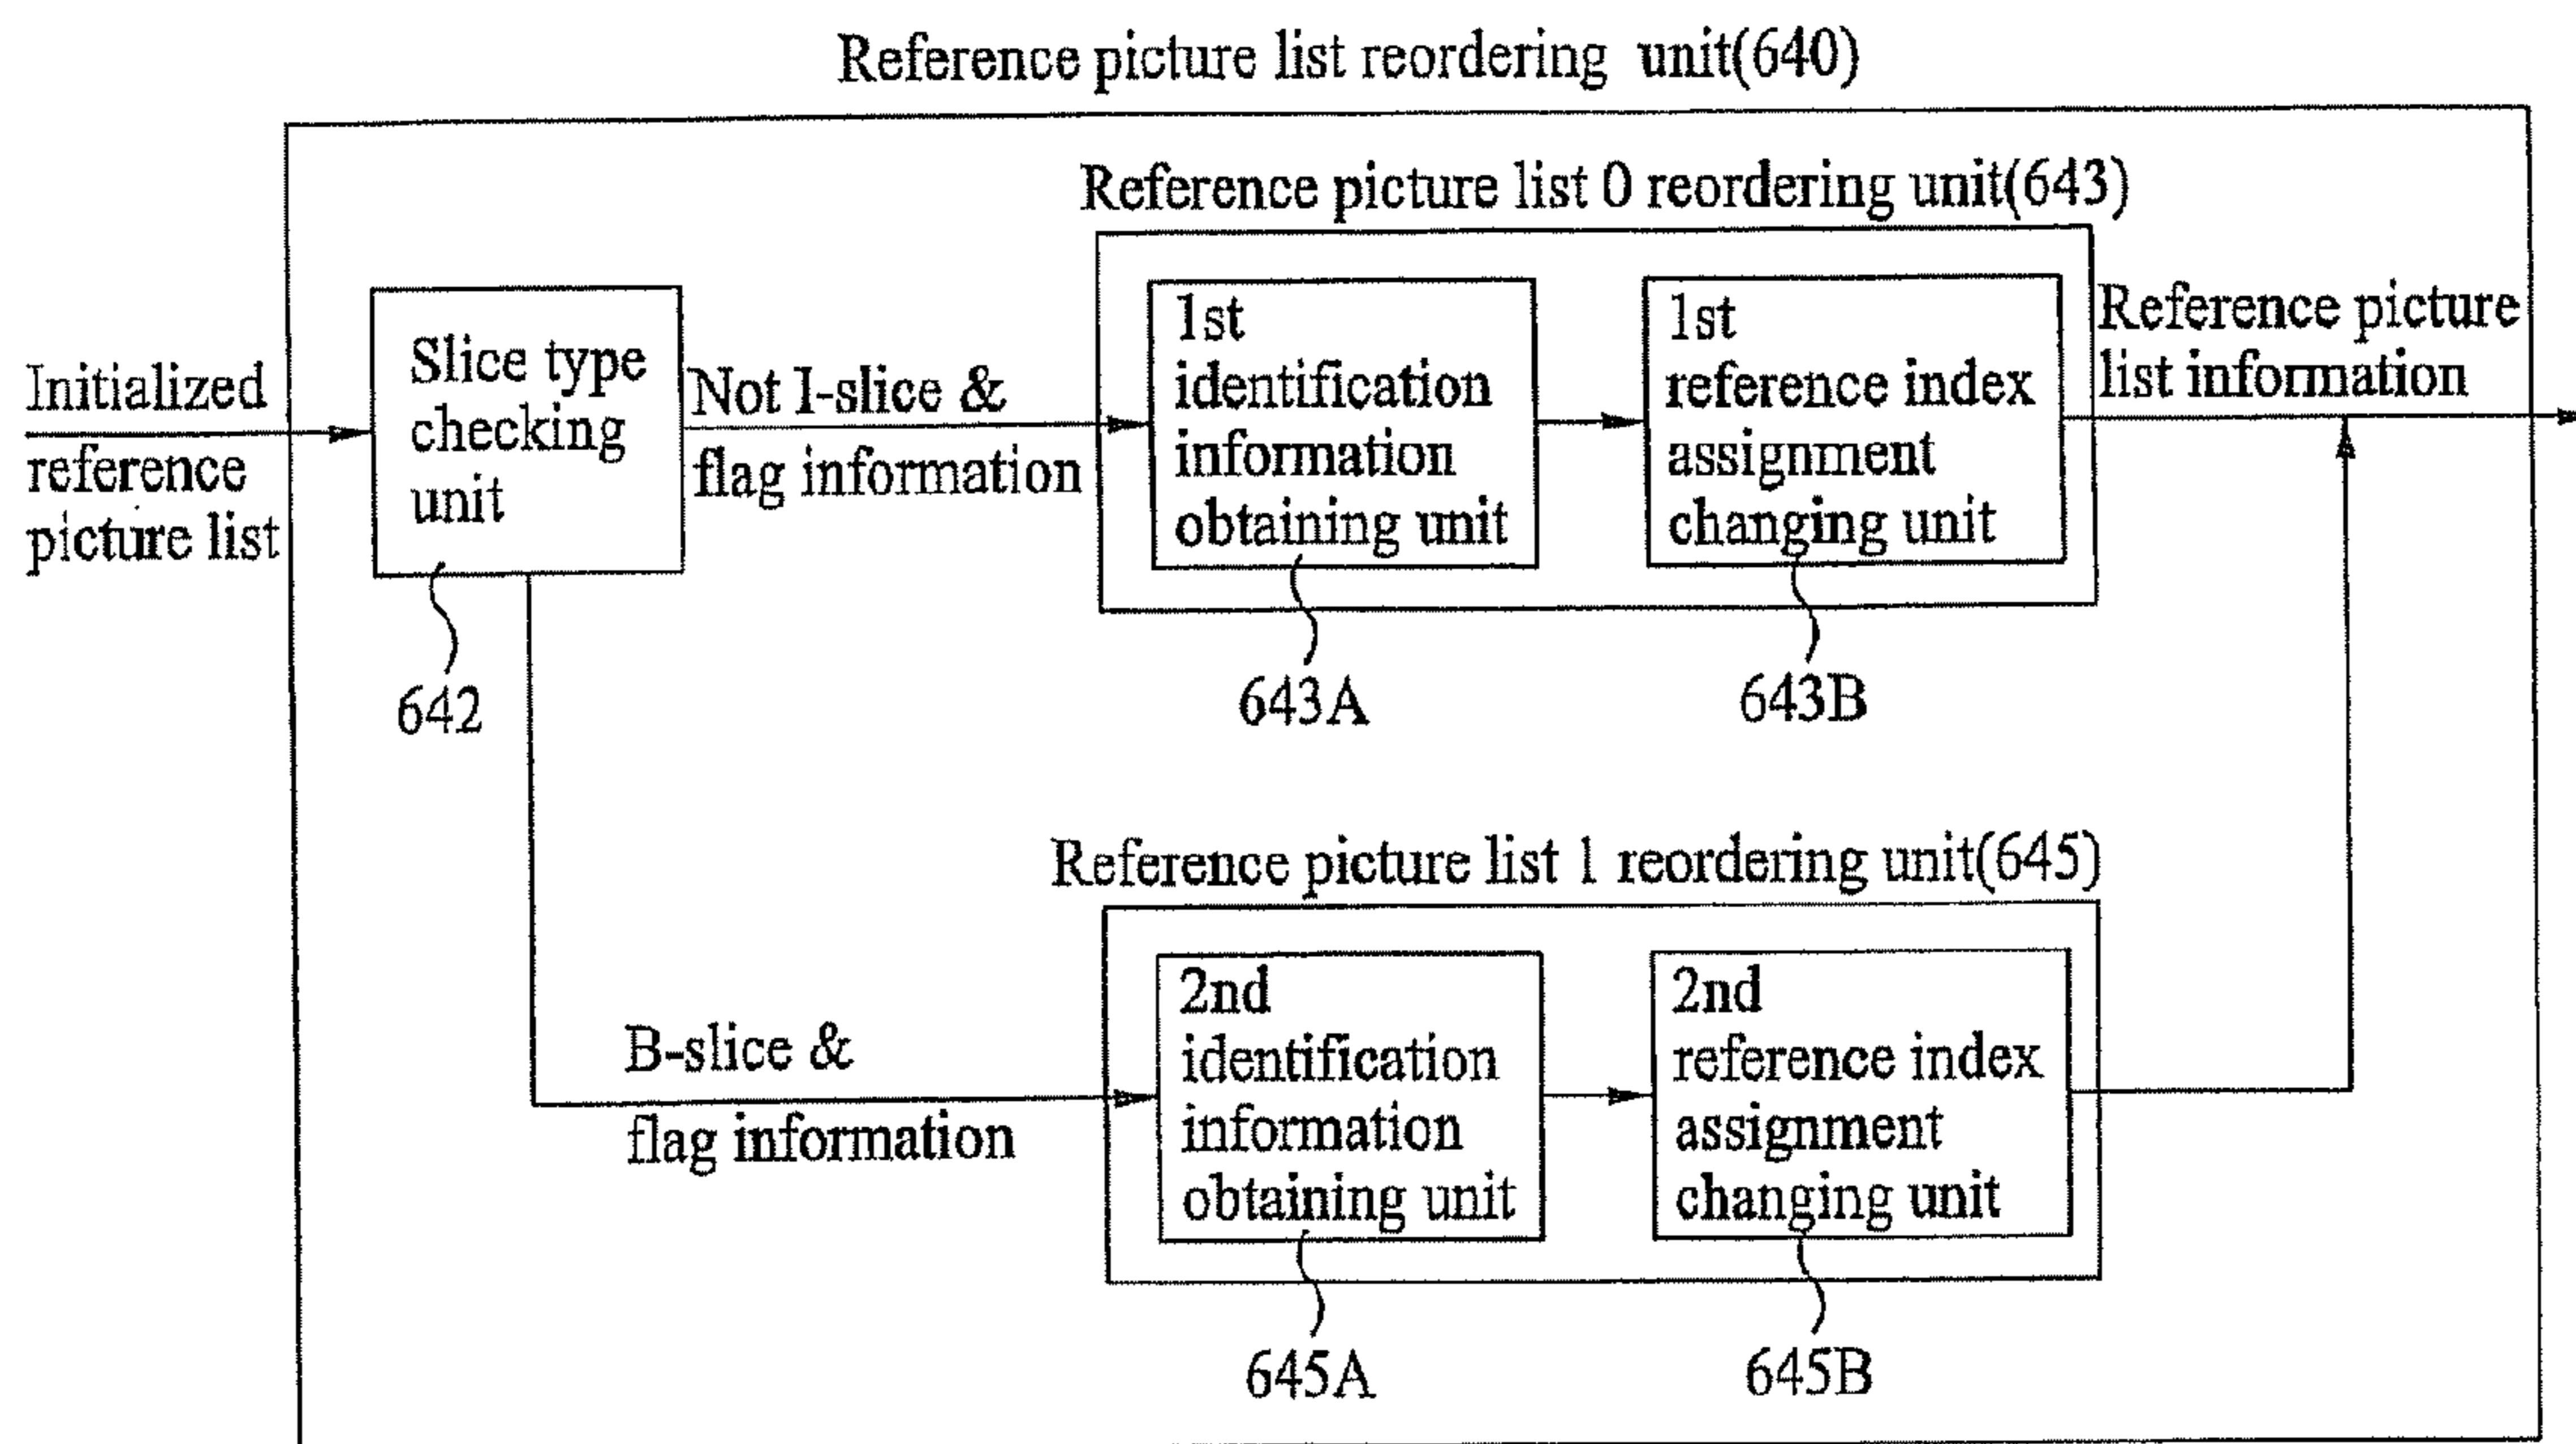 Reference picture list reordering unit(640)
Reference picture list 0 reordering unit(643)
Initialized
reference
picture list
Slice type
checking
unit
642
Not I-slice &
flag information
1st
identification
information
obtaining unit
643A
1st
reference index
assignment
changing unit
643B
Reference picture
list information
Reference picture list 1 reordering unit(645)
B-slice &
flag information
2nd
identification
information
obtaining unit
645A
2nd
reference index
assignment
changing unit
645B